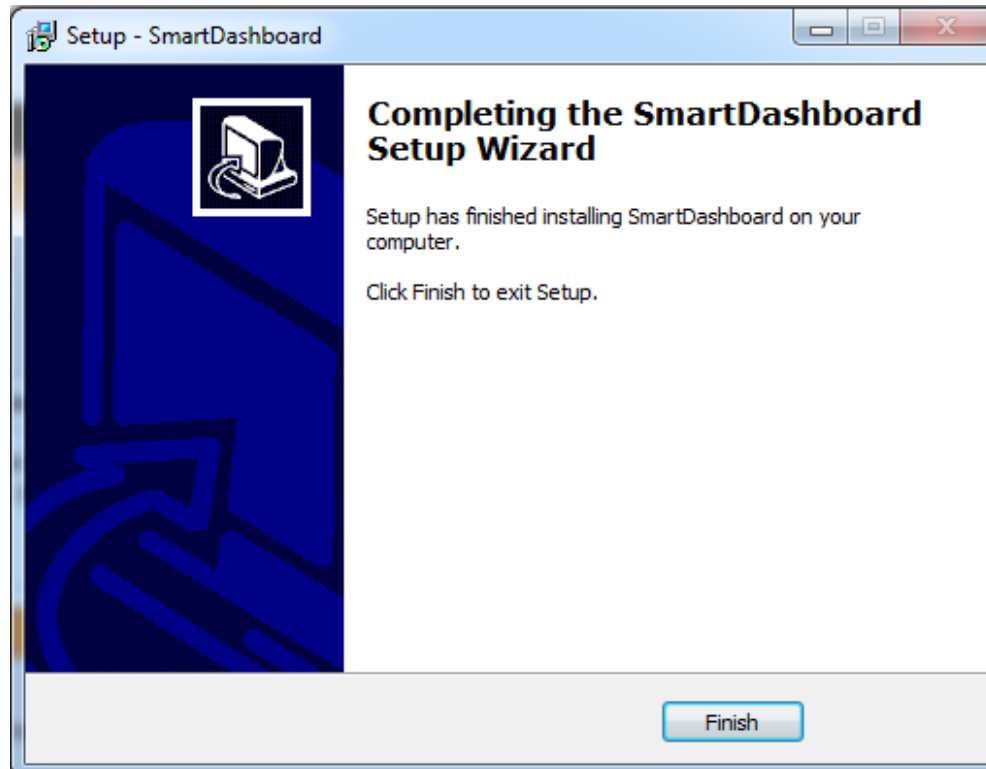 Setup - SmartDashboard
Completing the SmartDashboard
Setup Wizard
Setup has finished installing SmartDashboard on your
computer.
Click Finish to exit Setup.
Finish